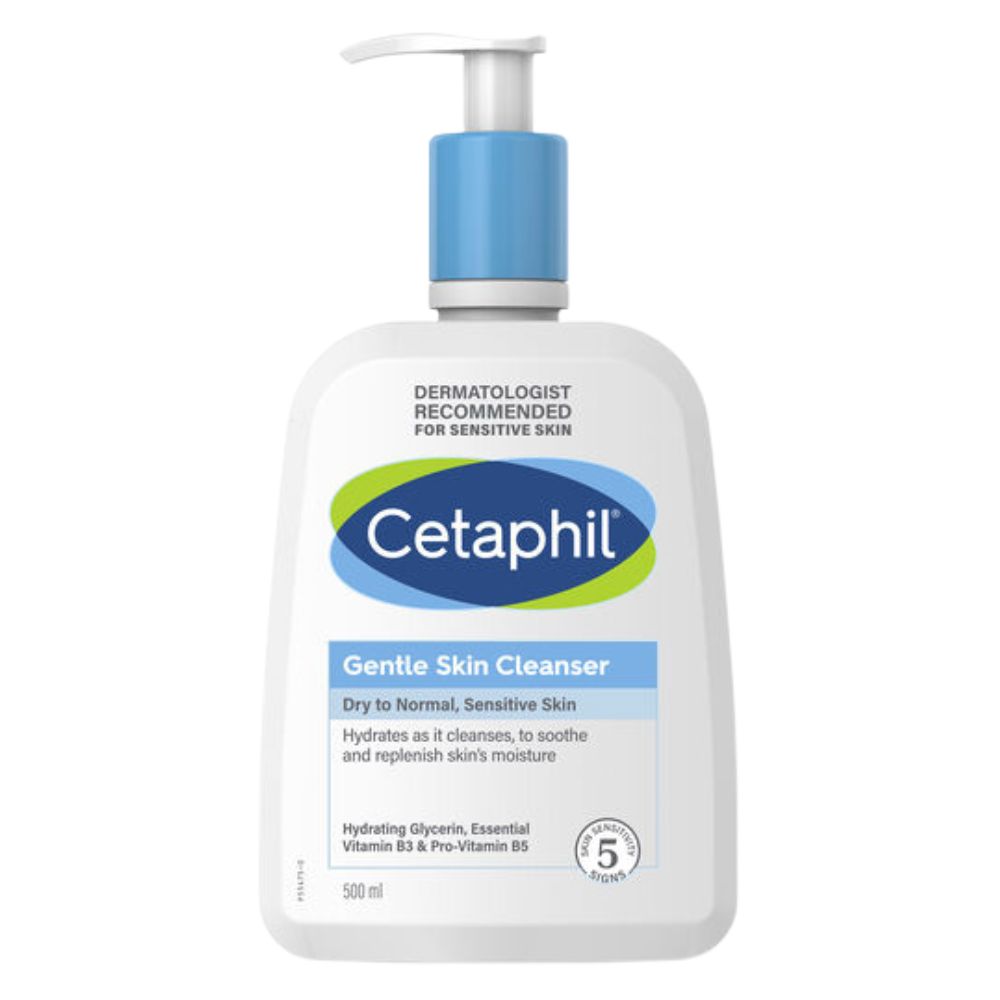 DERMATOLOGIST
RECOMMENDED
FOR SENSITIVE SKIN
Cetaphil®
Gentle Skin Cleanser
Dry to Normal, Sensitive Skin
Hydrates as it cleanses, to soothe
and replenish skin's moisture
Hydrating Glycerin, Essential
Vitamin B3 & Pro-Vitamin B5
SKIN SENSITIVITY
5
SIGNS
500 ml